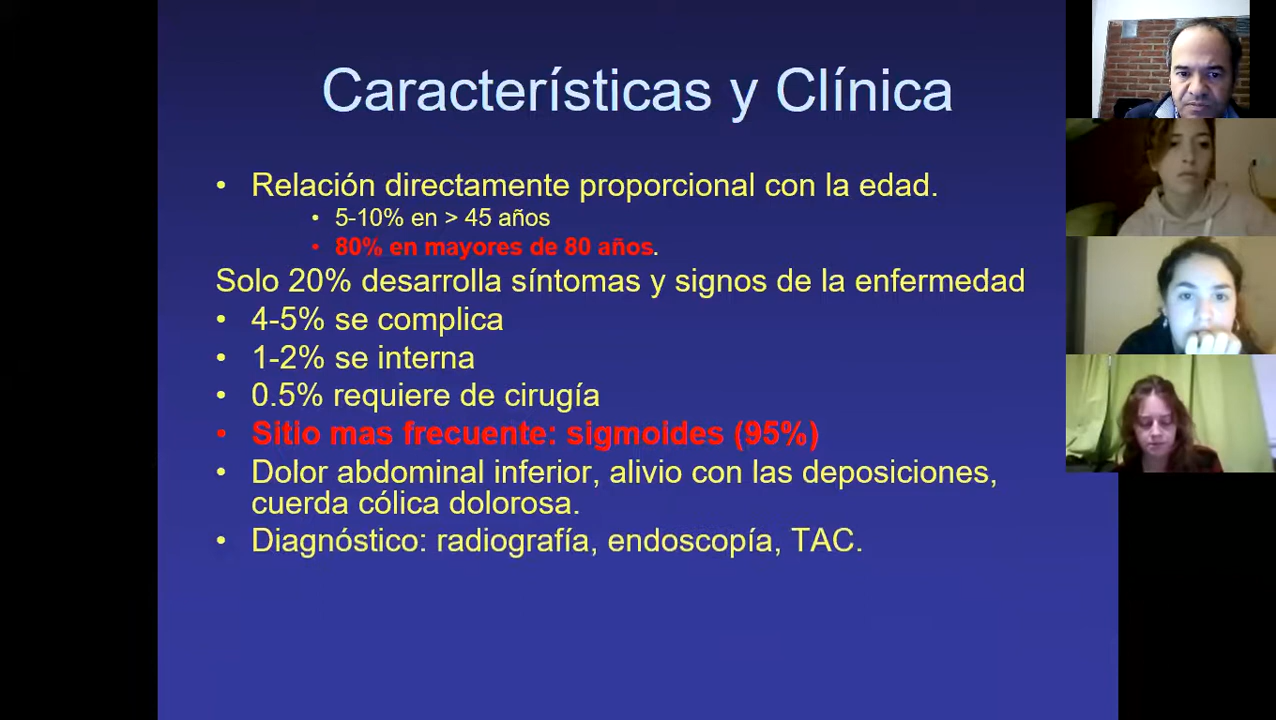 Características y Clínica
• Relación directamente proporcional con la edad.
• 5-10% en > 45 años
• 80% en mayores de 80 años.
Solo 20% desarrolla síntomas y signos de la enfermedad
• 4-5% se complica
• 1-2% se interna
• 0.5% requiere de cirugía
• Sitio mas frecuente: sigmoides (95%)
• Dolor abdominal inferior, alivio con las deposiciones,
cuerda cólica dolorosa.
• Diagnóstico: radiografía, endoscopía, TAC.